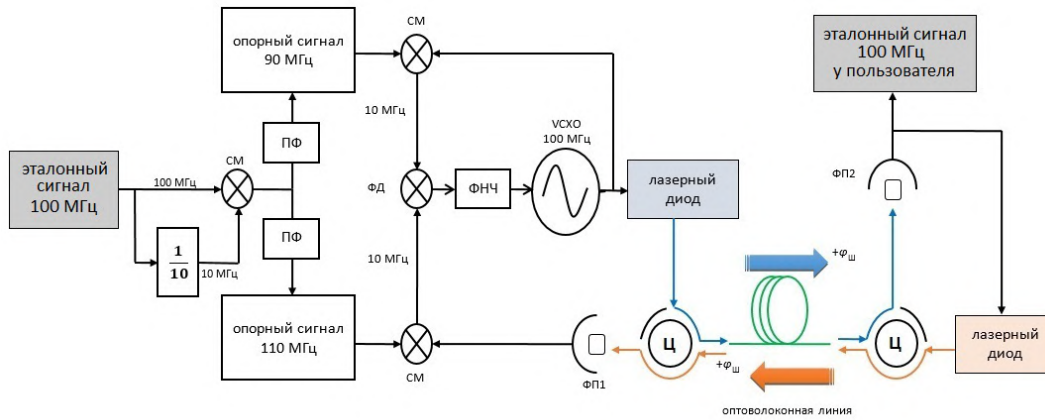 опорный сигнал
90 МГц
СМ
10 МГц
эталонный сигнал
100 МГц
у пользователя
эталонный
сигнал
100 МГц
100 МГц
СМ
ПФ
ПФ
1
10
10 МГц
ФД
ФНЧ
VCXO
100 МГц
лазерный
диод
ФП2
10 МГц
+φш
опорный сигнал
110 МГц
СМ
ФП1
Ц
+φш
Ц
лазерный
диод
оптоволоконная линия